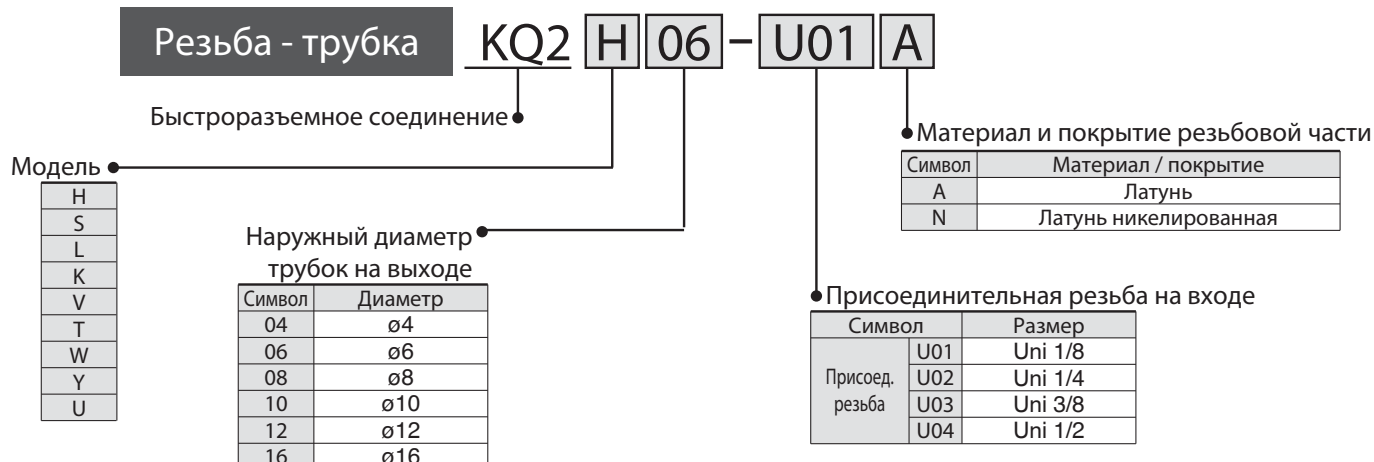 Резьба - трубка KQ2 H 06 - U01 A
Быстроразъемное соединение
Материал и покрытие резьбовой части
Символ Материал / покрытие
A Латунь
N Латунь никелированная
Модель
H
S
L
K
V
T
W
Y
U
Наружный диаметр
трубок на выходе
Символ Диаметр
04 ø4
06 ø6
08 ø8
10 ø10
12 ø12
16 ø16
Присоединительная резьба на входе
Символ Размер
Присоед.
резьба
U01 Uni 1/8
U02 Uni 1/4
U03 Uni 3/8
U04 Uni 1/2